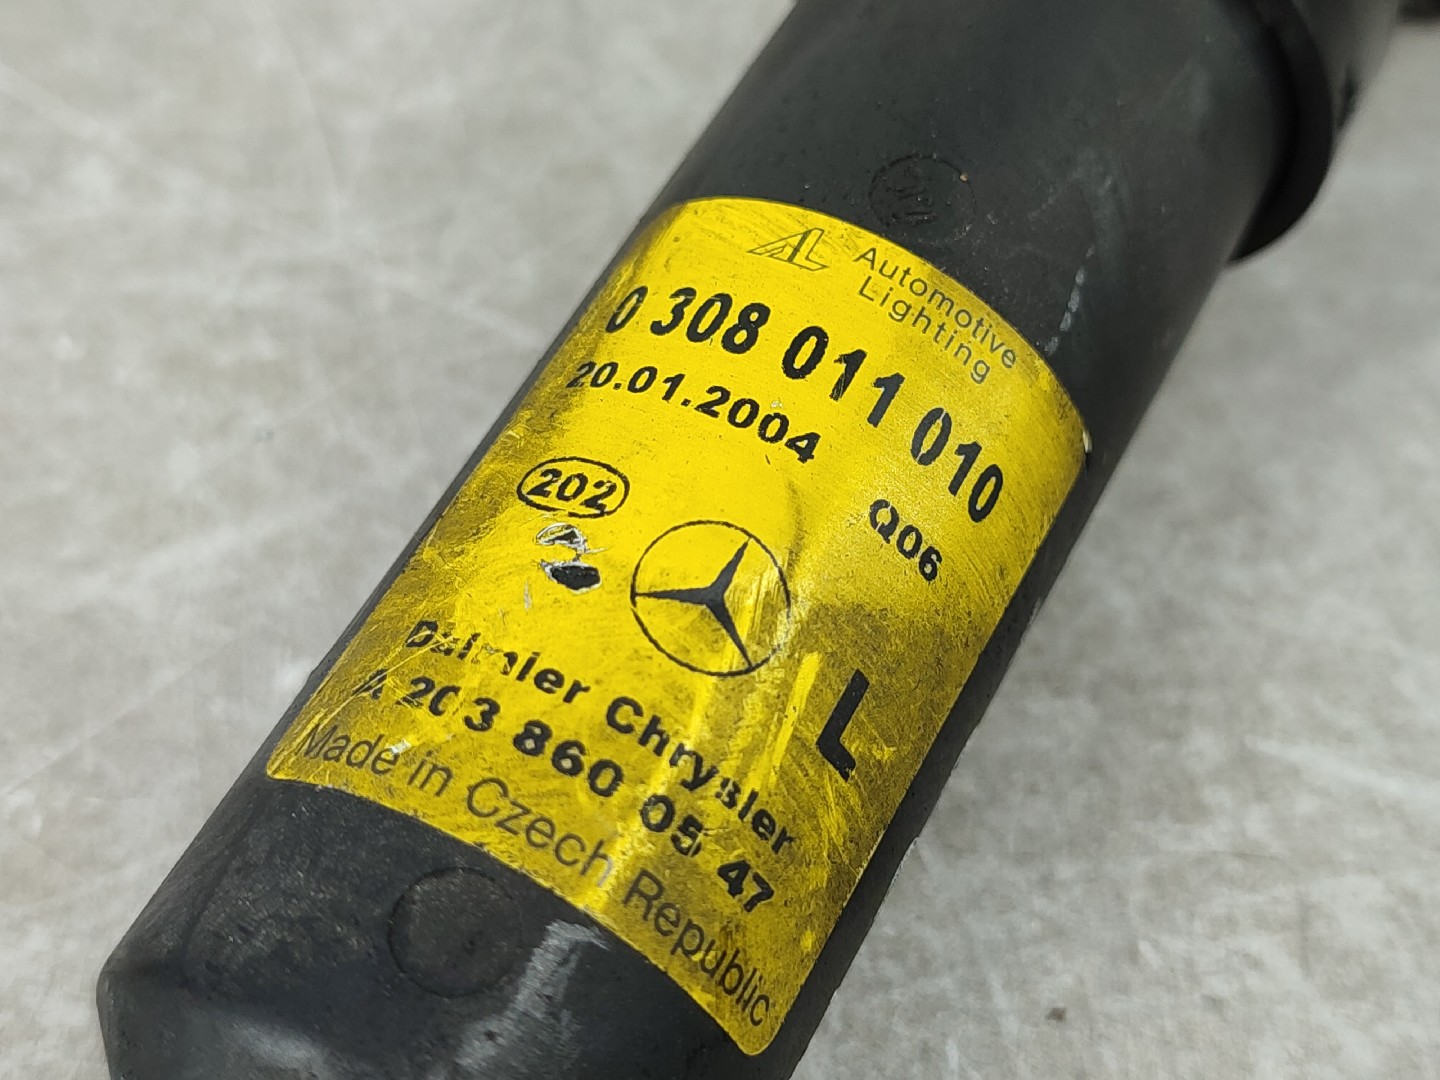 AL Automotive
Lighting
0 308 011 010
20.01.2004
Q06
202
L
Daimler Chrysler
A 203 860 05 47
Made in Czech Republic